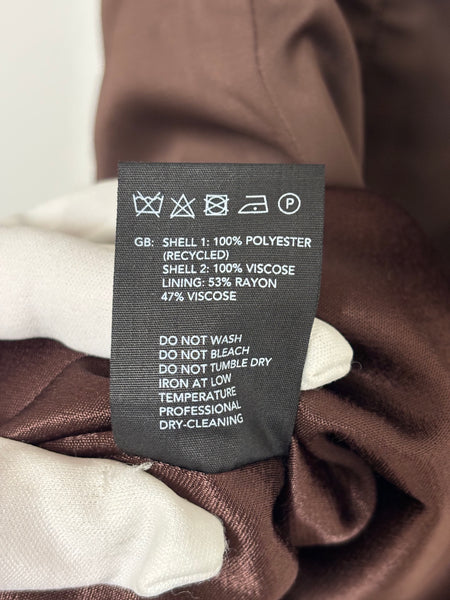 P
GB: SHELL 1: 100% POLYESTER
(RECYCLED)
SHELL 2: 100% VISCOSE
LINING: 53% RAYON
47% VISCOSE
DO NOT WASH
DO NOT BLEACH
DO NOT TUMBLE DRY
IRON AT LOW
TEMPERATURE
PROFESSIONAL
DRY-CLEANING